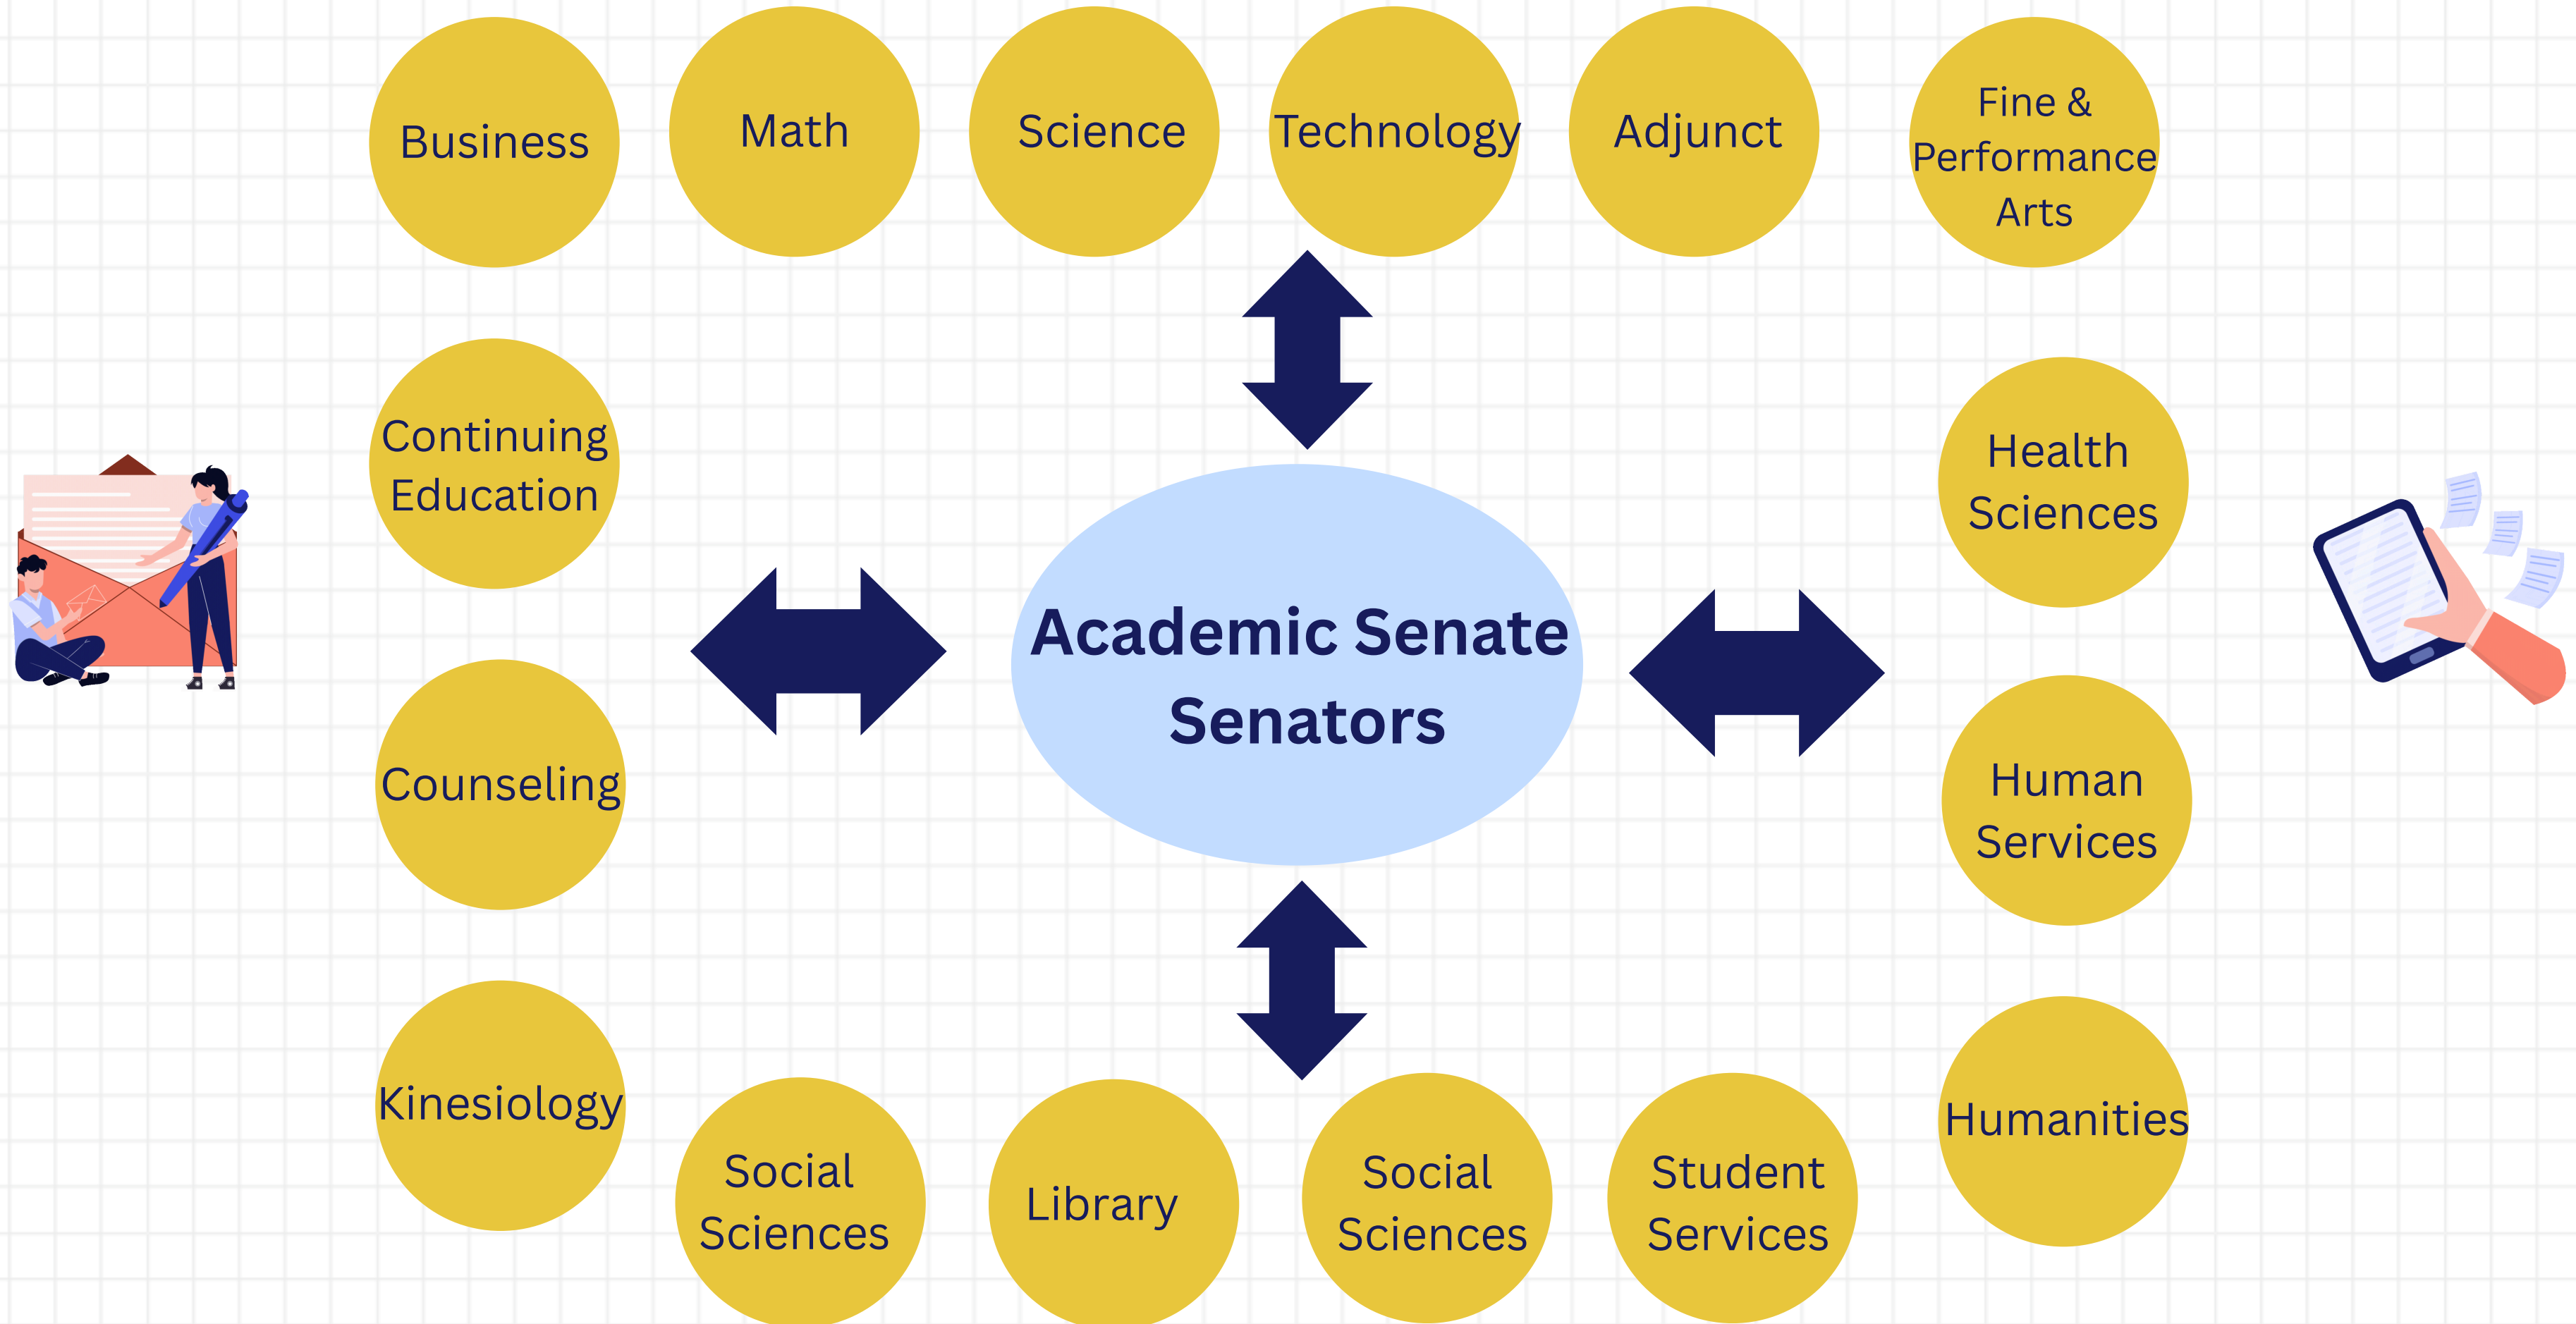 Business
Math
Science
Technology
Adjunct
Fine &
Performance
Arts
Continuing
Education
Health
Sciences
Academic Senate
Senators
Counseling
Human
Services
Kinesiology
Humanities
Social
Sciences
Library
Social
Sciences
Student
Services